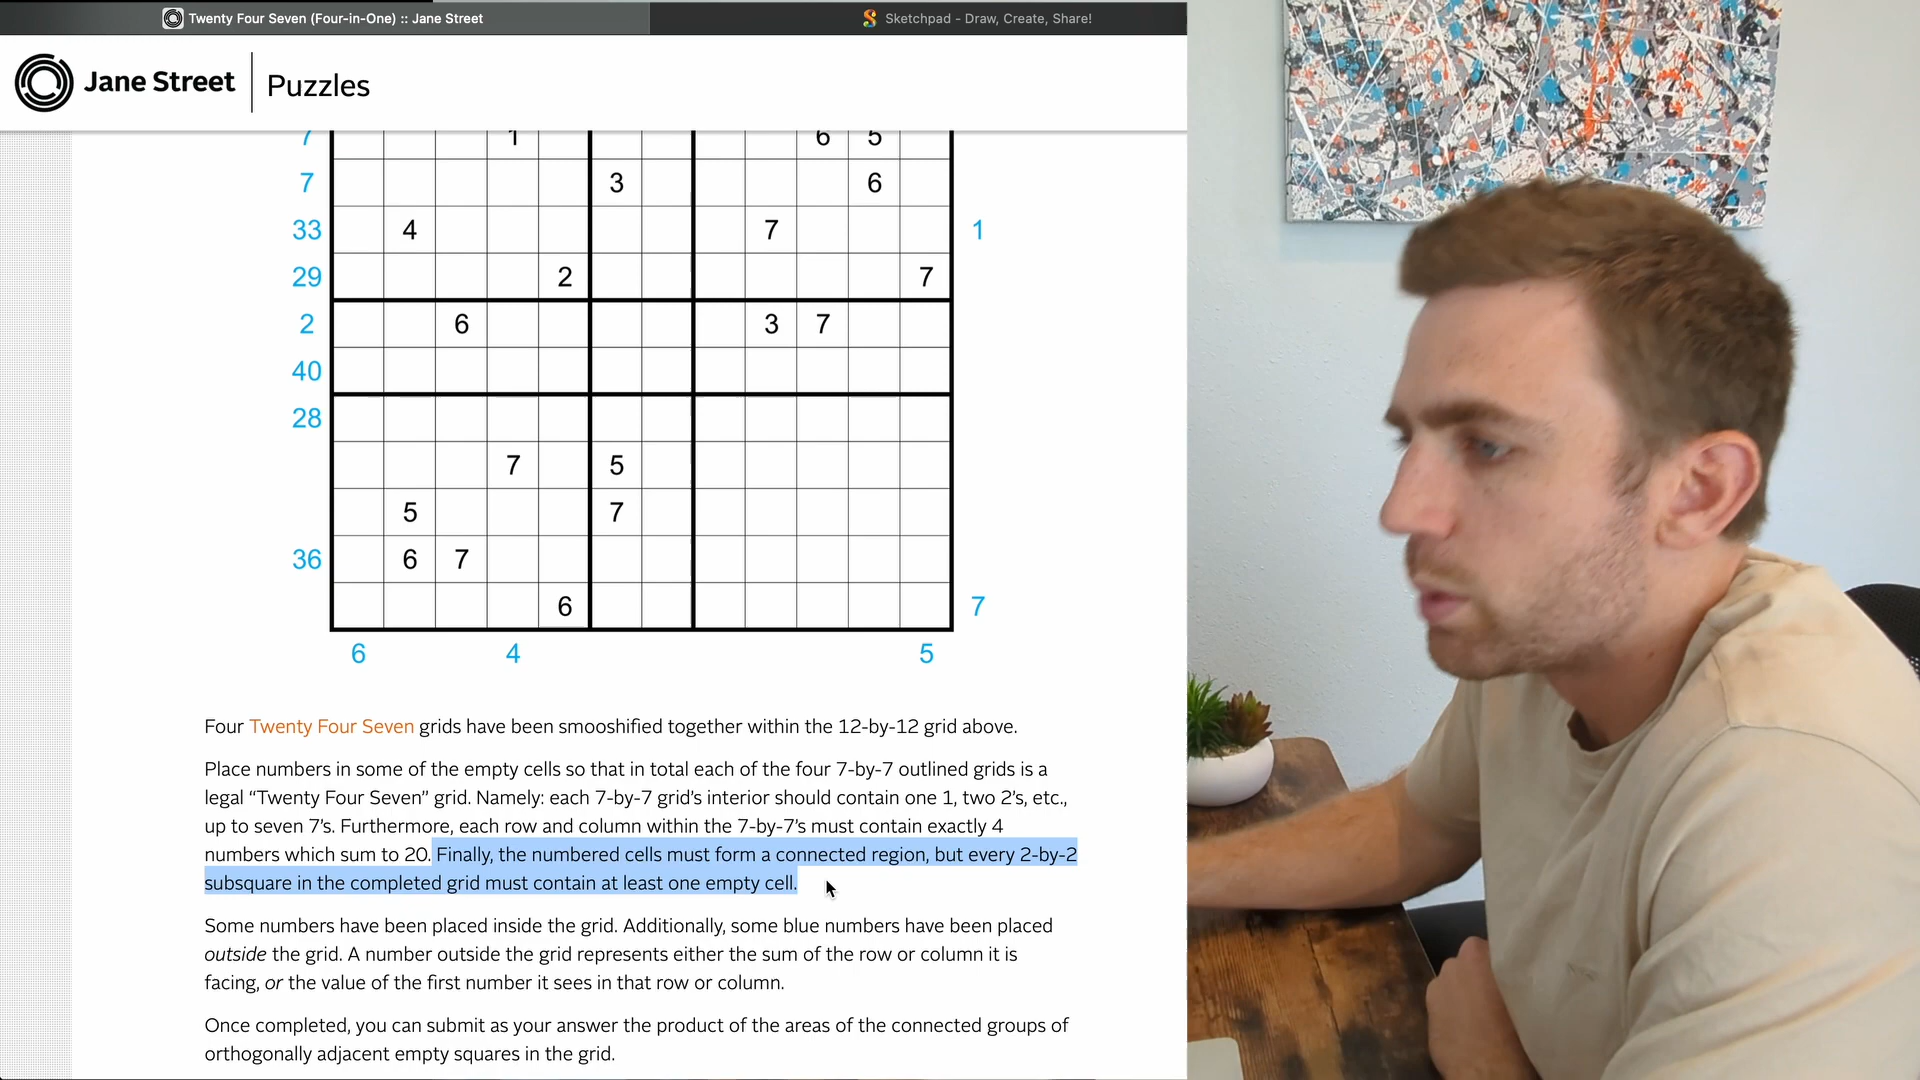 Twenty Four Seven (Four-in-One) :: Jane Street
Sketchpad - Draw, Create, Share!
Jane Street | Puzzles
7 1 6 5
7 3 6
33 4 7 1
29 2 7
2 6 3 7
40
28
7 5
5 7
36 6 7
6 7
6 4 5
Four Twenty Four Seven grids have been smooshified together within the 12-by-12 grid above.
Place numbers in some of the empty cells so that in total each of the four 7-by-7 outlined grids is a
legal “Twenty Four Seven” grid. Namely: each 7-by-7 grid’s interior should contain one 1, two 2’s, etc.,
up to seven 7’s. Furthermore, each row and column within the 7-by-7’s must contain exactly 4
numbers which sum to 20. Finally, the numbered cells must form a connected region, but every 2-by-2
subsquare in the completed grid must contain at least one empty cell.
Some numbers have been placed inside the grid. Additionally, some blue numbers have been placed
outside the grid. A number outside the grid represents either the sum of the row or column it is
facing, or the value of the first number it sees in that row or column.
Once completed, you can submit as your answer the product of the areas of the connected groups of
orthogonally adjacent empty squares in the grid.